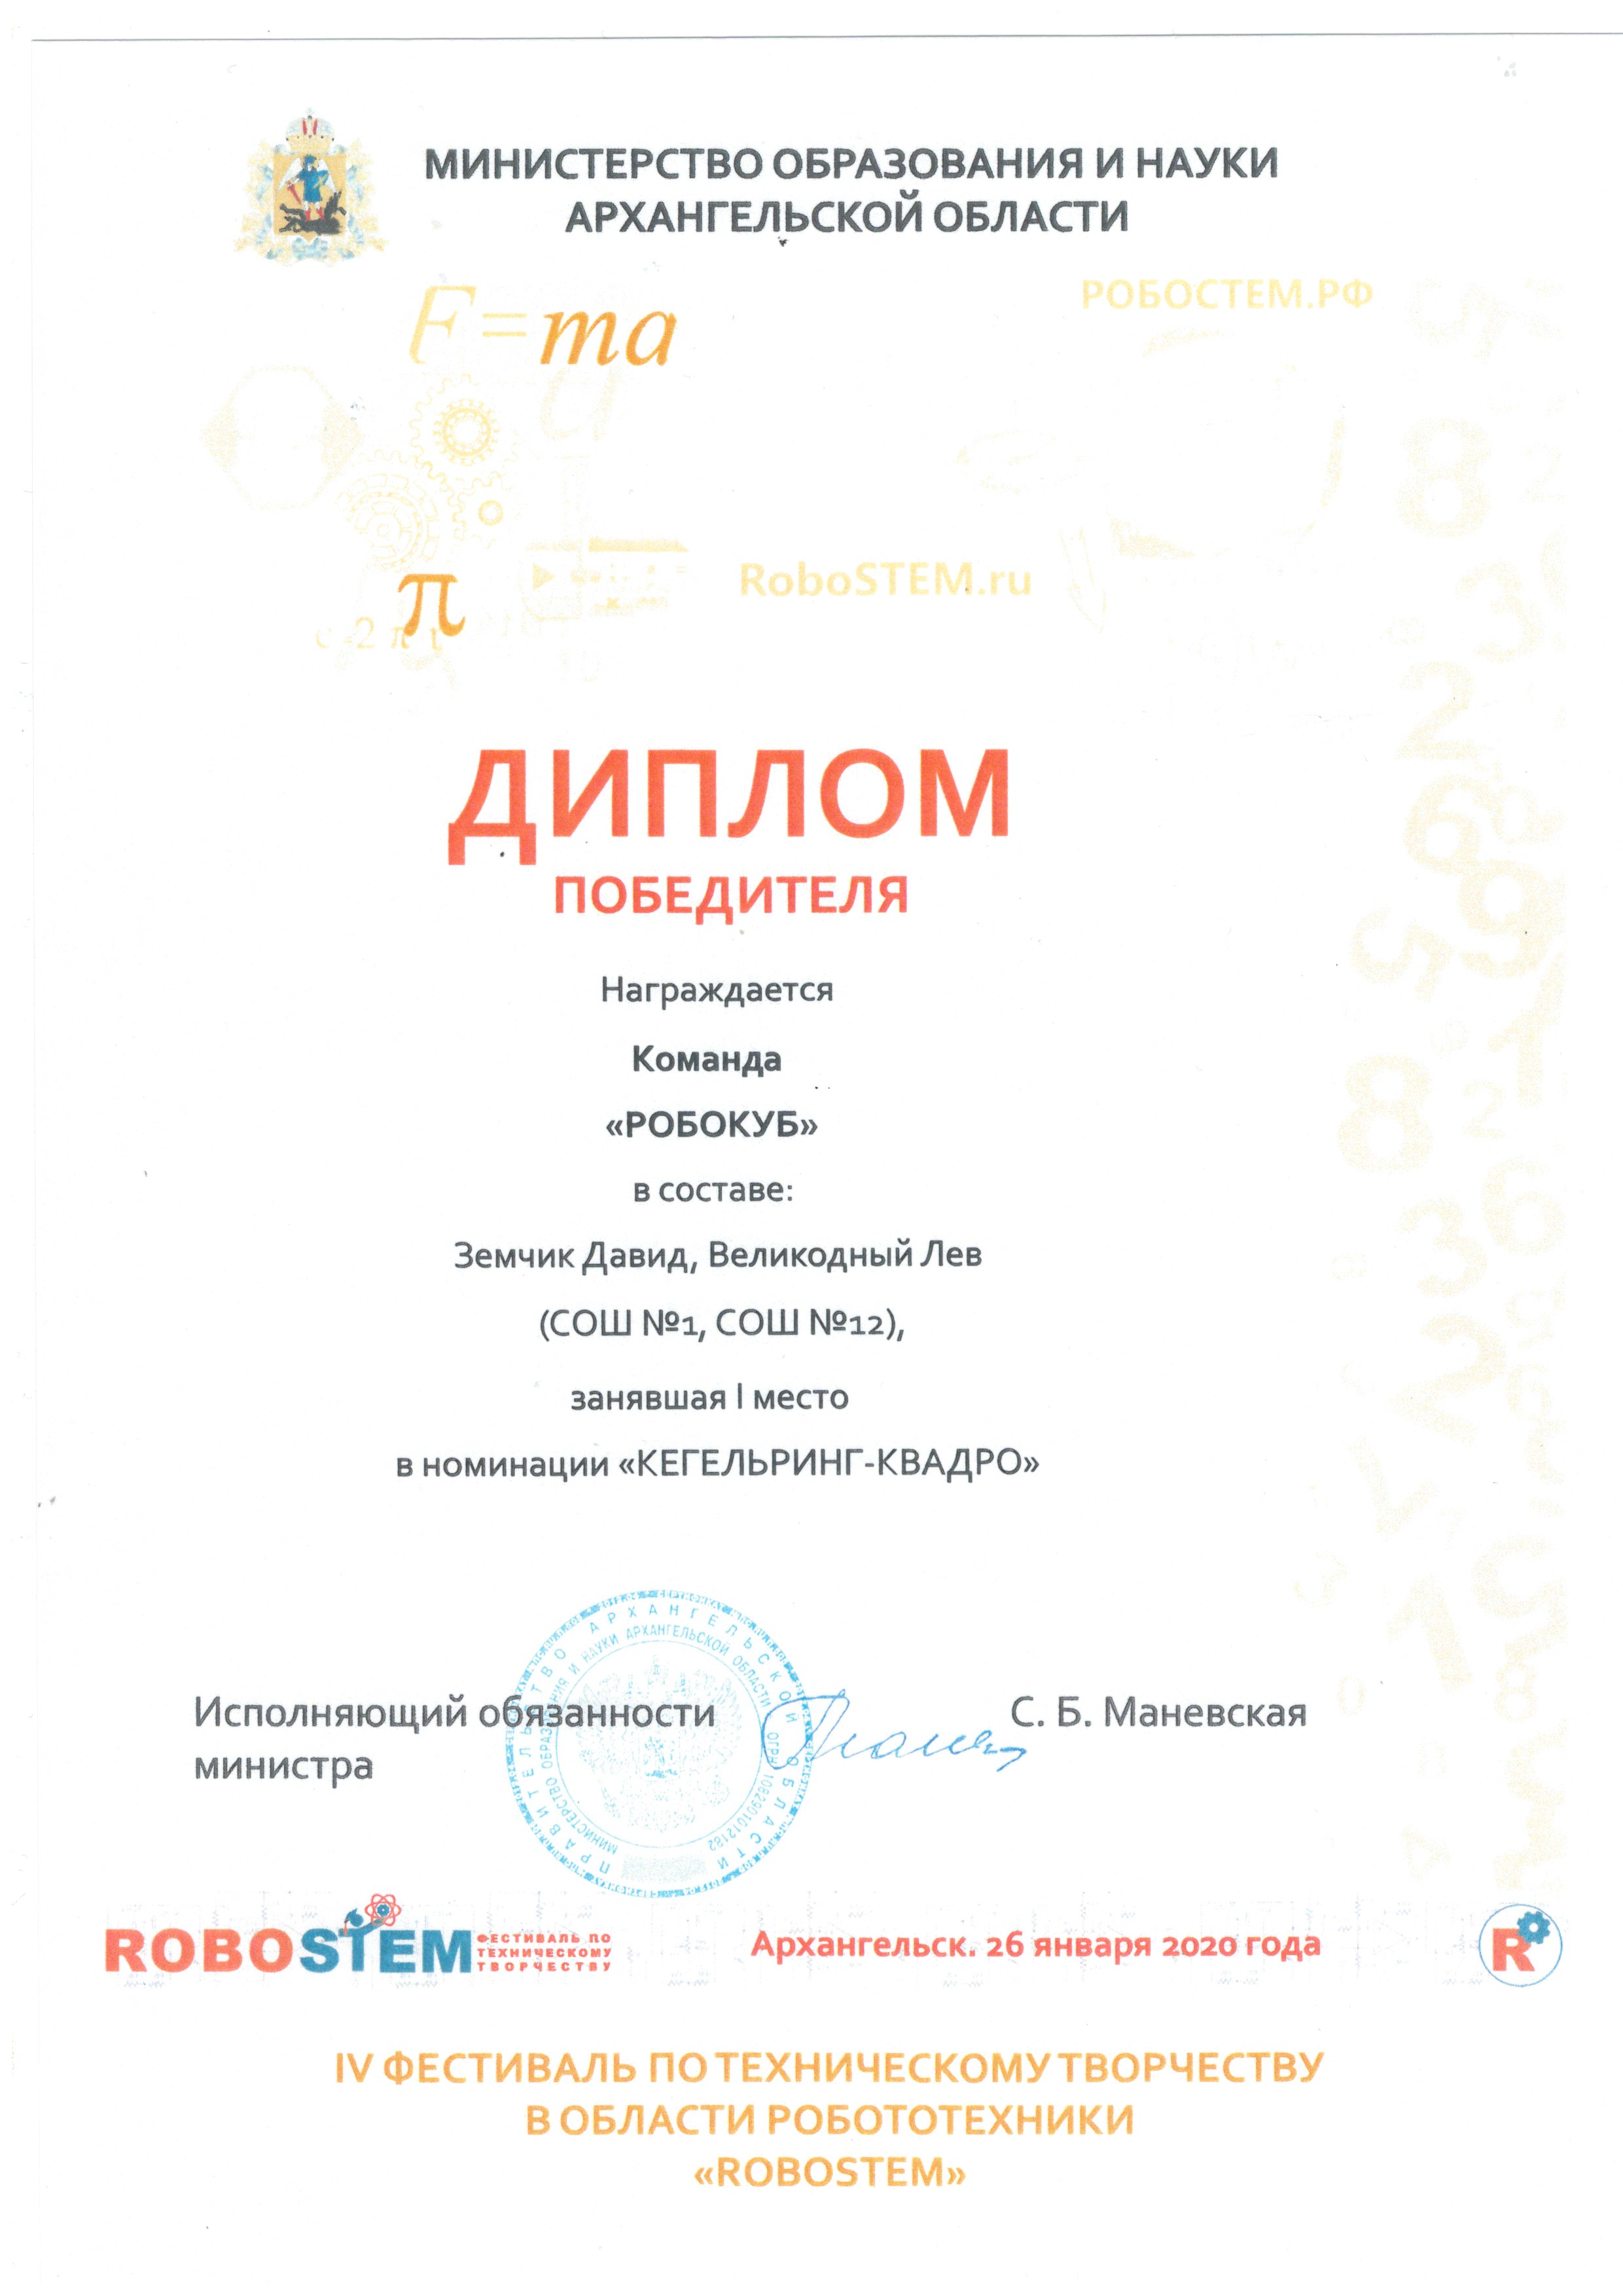 МИНИСТЕРСТВО ОБРАЗОВАНИЯ И НАУКИ
АРХАНГЕЛЬСКОЙ ОБЛАСТИ
F=ma
РОБОСТЕМ.РФ
RoboSTEM.ru
π
ДИПЛОМ
ПОБЕДИТЕЛЯ
Награждается
Команда
«РОБОКУБ»
в составе:
Земчик Давид, Великодный Лев
(СОШ №1, СОШ №12),
занявшая I место
в номинации «КЕГЕЛЬРИНГ-КВАДРО»
ПРАВИТЕЛЬСТВО АРХАНГЕЛЬСКОЙ ОБЛАСТИ
МИНИСТЕРСТВО ОБРАЗОВАНИЯ И НАУКИ АРХАНГЕЛЬСКОЙ ОБЛАСТИ ОГРН 1082901012182
Исполняющий обязанности
министра
С. Б. Маневская
ROBOSTEM
ФЕСТИВАЛЬ ПО
ТЕХНИЧЕСКОМУ
ТВОРЧЕСТВУ
Архангельск. 26 января 2020 года
R
IV ФЕСТИВАЛЬ ПО ТЕХНИЧЕСКОМУ ТВОРЧЕСТВУ
В ОБЛАСТИ РОБОТОТЕХНИКИ
«ROBOSTEM»